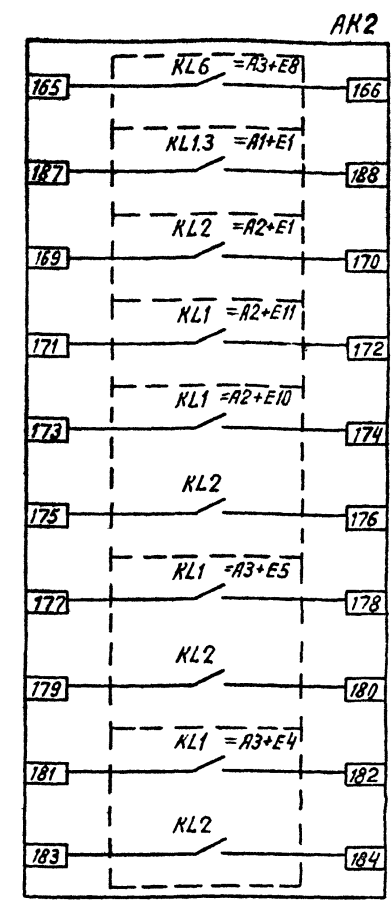 АК2
KL6 =A3+E8
165 166
KL1.3 =A1+E1
187 188
KL2 =A2+E1
169 170
KL1 =A2+E11
171 172
KL1 =A2+E10
173 174
KL2
175 176
KL1 =A3+E5
177 178
KL2
179 180
KL1 =A3+E4
181 182
KL2
183 184